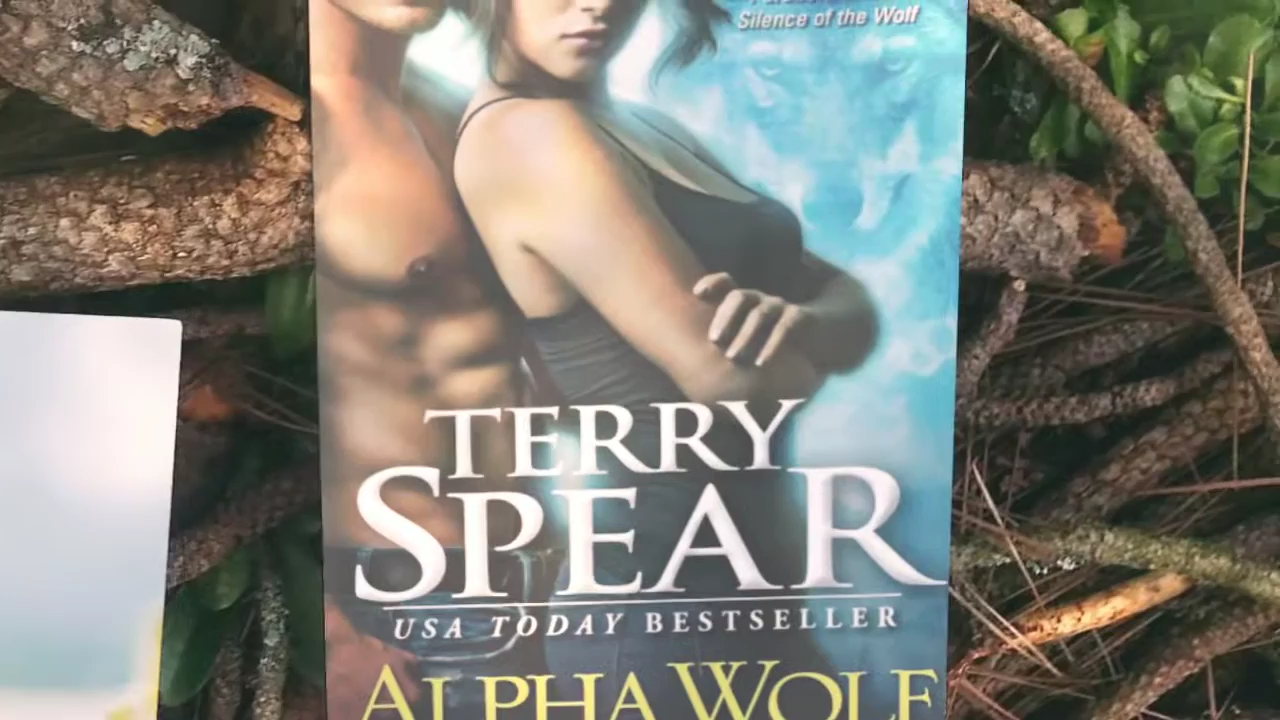 Silence of the Wolf
TERRY
SPEAR
USA TODAY BESTSELLER
ALPHA WOLF